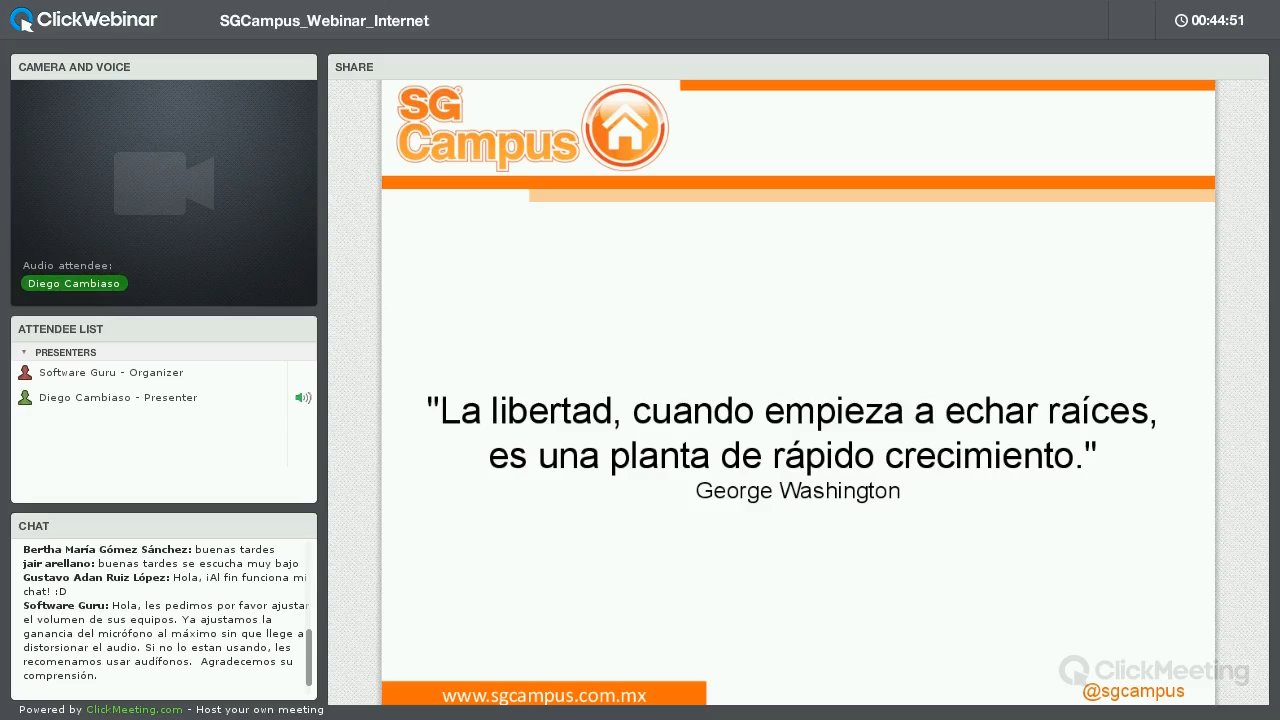 ClickWebinar
SGCampus_Webinar_Internet
00:44:51
CAMERA AND VOICE
Audio attendee:
Diego Cambiaso
ATTENDEE LIST
PRESENTERS
Software Guru - Organizer
Diego Cambiaso - Presenter
CHAT
Bertha María Gómez Sánchez: buenas tardes
jair arellano: buenas tardes se escucha muy bajo
Gustavo Adan Ruiz López: Hola, ¡Al fin funciona mi
chat! :D
Software Guru: Hola, les pedimos por favor ajustar
el volumen de sus equipos. Ya ajustamos la
ganancia del micrófono al máximo sin que llege a
distorsioner el audio. Si no lo estan usando, les
recomendamos usar audífonos. Agradecemos su
comprensión.
Powered by ClickMeeting.com - Host your own meeting
SHARE
SG
Campus
"La libertad, cuando empieza a echar raíces,
es una planta de rápido crecimiento."
George Washington
ClickMeeting
www.sgcampus.com.mx
@sgcampus